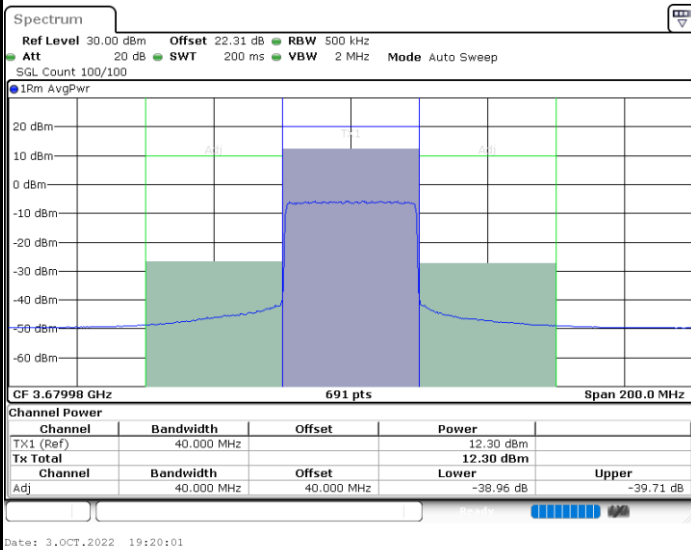 Spectrum
Ref Level 30.00 dBm Offset 22.31 dB RBW 500 kHz
Att 20 dB SWT 200 ms VBW 2 MHz Mode Auto Sweep
SGL Count 100/100
1Rm AvgPwr
20 dBm
TX1
10 dBm
Adj
Adj
0 dBm
-10 dBm
-20 dBm
-30 dBm
-40 dBm
-50 dBm
-60 dBm
CF 3.67998 GHz 691 pts Span 200.0 MHz
Channel Power
Channel Bandwidth Offset Power
TX1 (Ref) 40.000 MHz 12.30 dBm
Tx Total 12.30 dBm
Channel Bandwidth Offset Lower Upper
Adj 40.000 MHz 40.000 MHz -38.96 dB -39.71 dB
Ready
Date: 3.OCT.2022 19:20:01